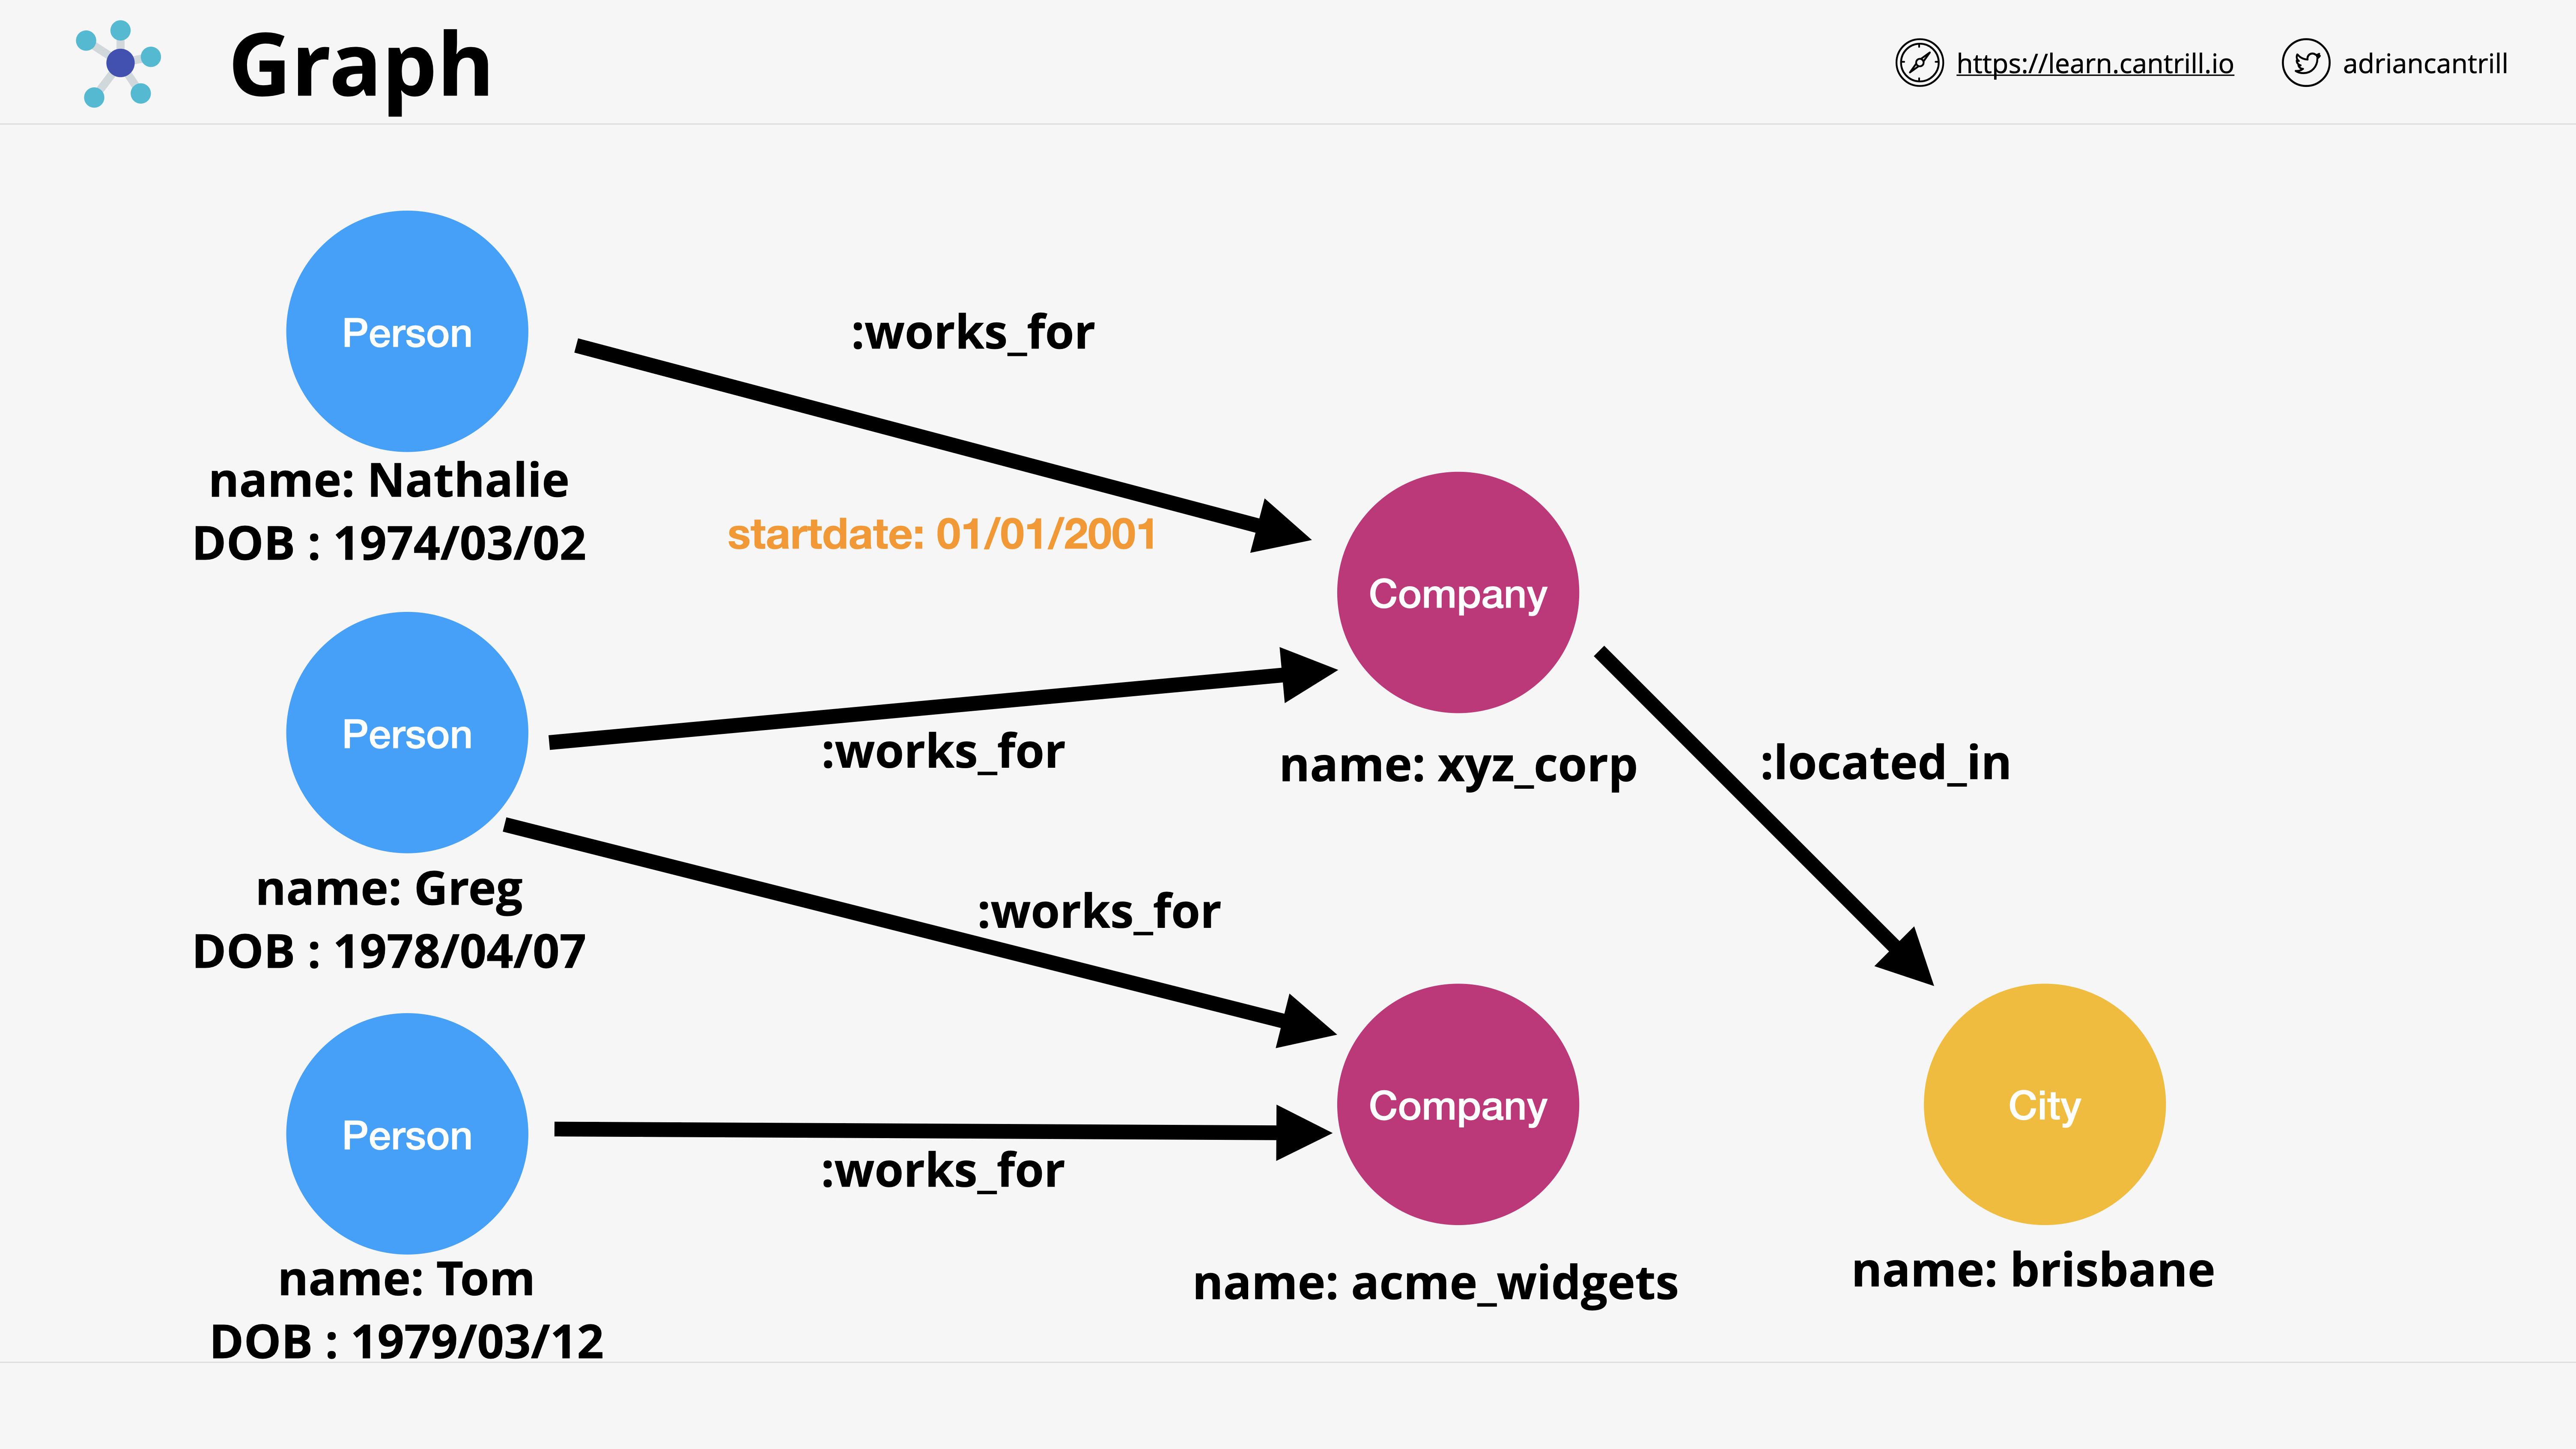 Graph
https://learn.cantrill.io
adriancantrill
Person
:works_for
name: Nathalie
DOB : 1974/03/02
startdate: 01/01/2001
Company
Person
:works_for
name: xyz_corp
:located_in
name: Greg
DOB : 1978/04/07
:works_for
Person
Company
City
:works_for
name: Tom
DOB : 1979/03/12
name: acme_widgets
name: brisbane